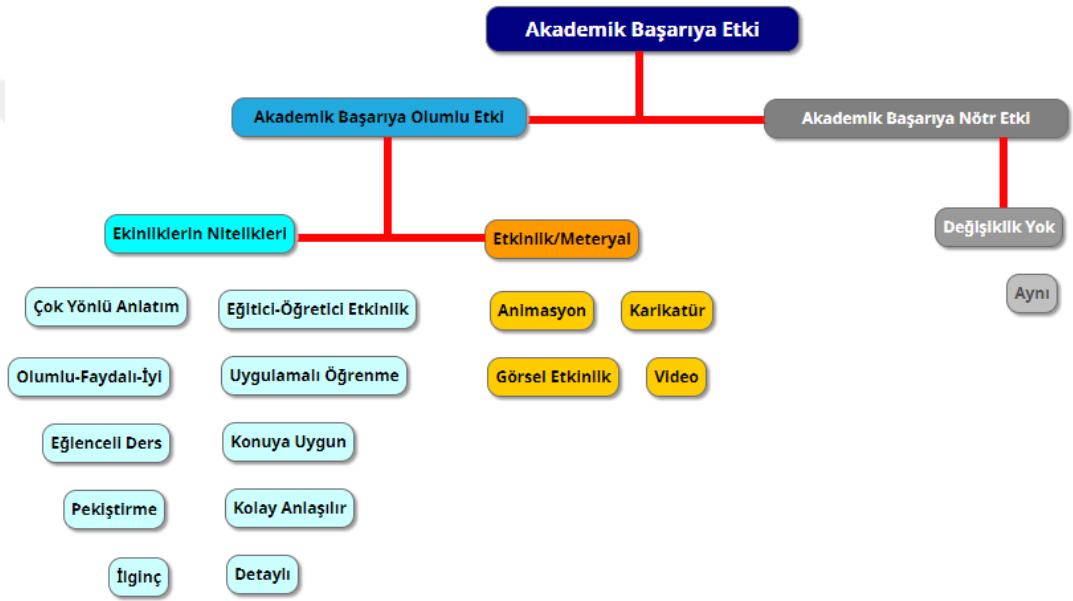 Akademik Başarıya Etki
Akademik Başarıya Olumlu Etki
Akademik Başarıya Nötr Etki
Ekinliklerin Nitelikleri
Etkinlik/Meteryal
Değişiklik Yok
Çok Yönlü Anlatım
Eğitici-Öğretici Etkinlik
Animasyon
Karikatür
Aynı
Olumlu-Faydalı-İyi
Uygulamalı Öğrenme
Görsel Etkinlik
Video
Eğlenceli Ders
Konuya Uygun
Pekiştirme
Kolay Anlaşılır
İlginç
Detaylı